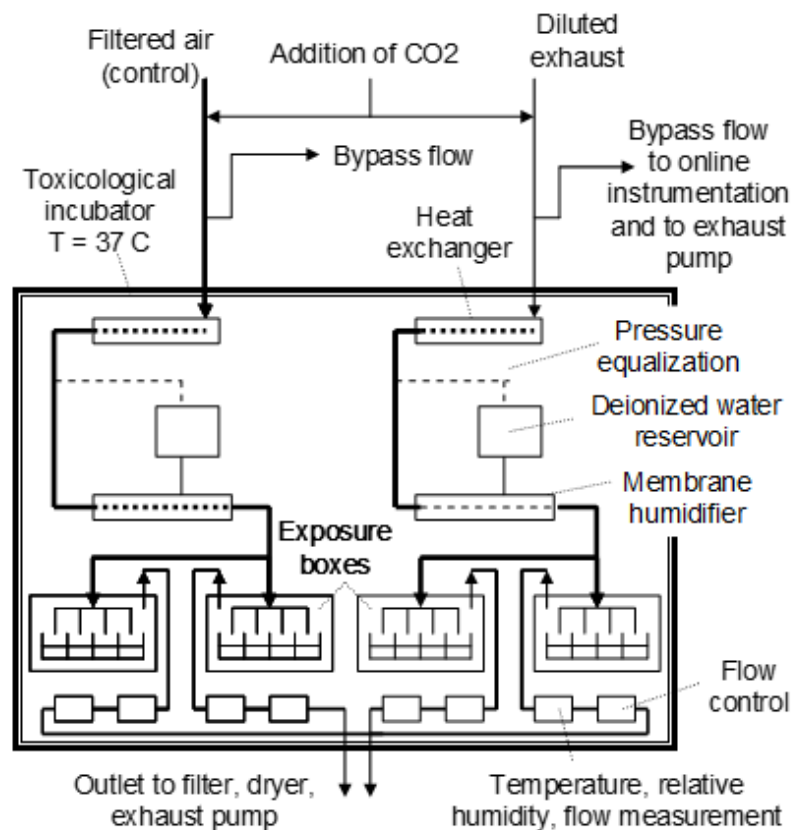 Filtered air
(control)
Addition of CO2
Diluted
exhaust
Bypass flow
Bypass flow
to online
instrumentation
and to exhaust
pump
Toxicological
incubator
T = 37 C
Heat
exchanger
Pressure
equalization
Deionized water
reservoir
Membrane
humidifier
Exposure
boxes
Flow
control
Outlet to filter, dryer,
exhaust pump
Temperature, relative
humidity, flow measurement